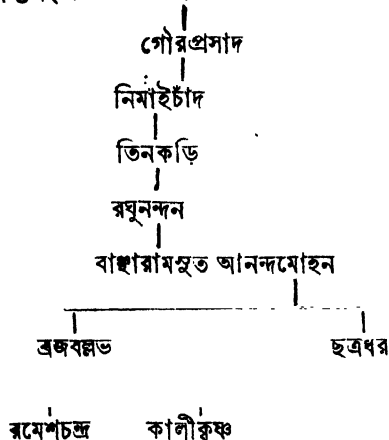 গৌরপ্রসাদ
নিমাইচাঁদ
তিনকড়ি
রঘুনন্দন
বাঞ্ছারামসুত আনন্দমোহন
ব্রজবল্লভ ছত্রধর
রমেশচন্দ্র কালীকৃষ্ণ